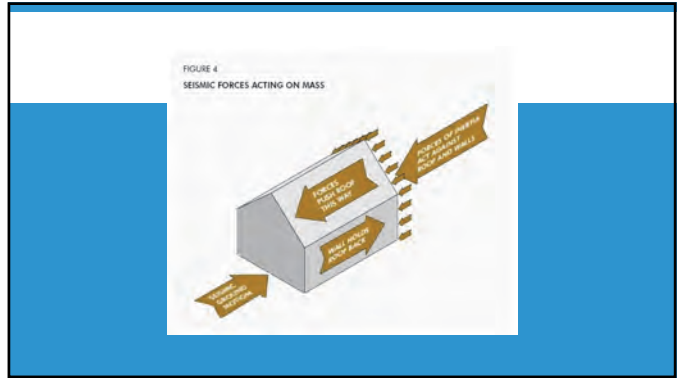 FIGURE 4
SEISMIC FORCES ACTING ON MASS
FORCES OF INERTIA
ACT AGAINST
ROOF AND WALLS
FORCES
PUSH ROOF
THIS WAY
WALL HOLDS
ROOF BACK
SEISMIC
GROUND
MOTION